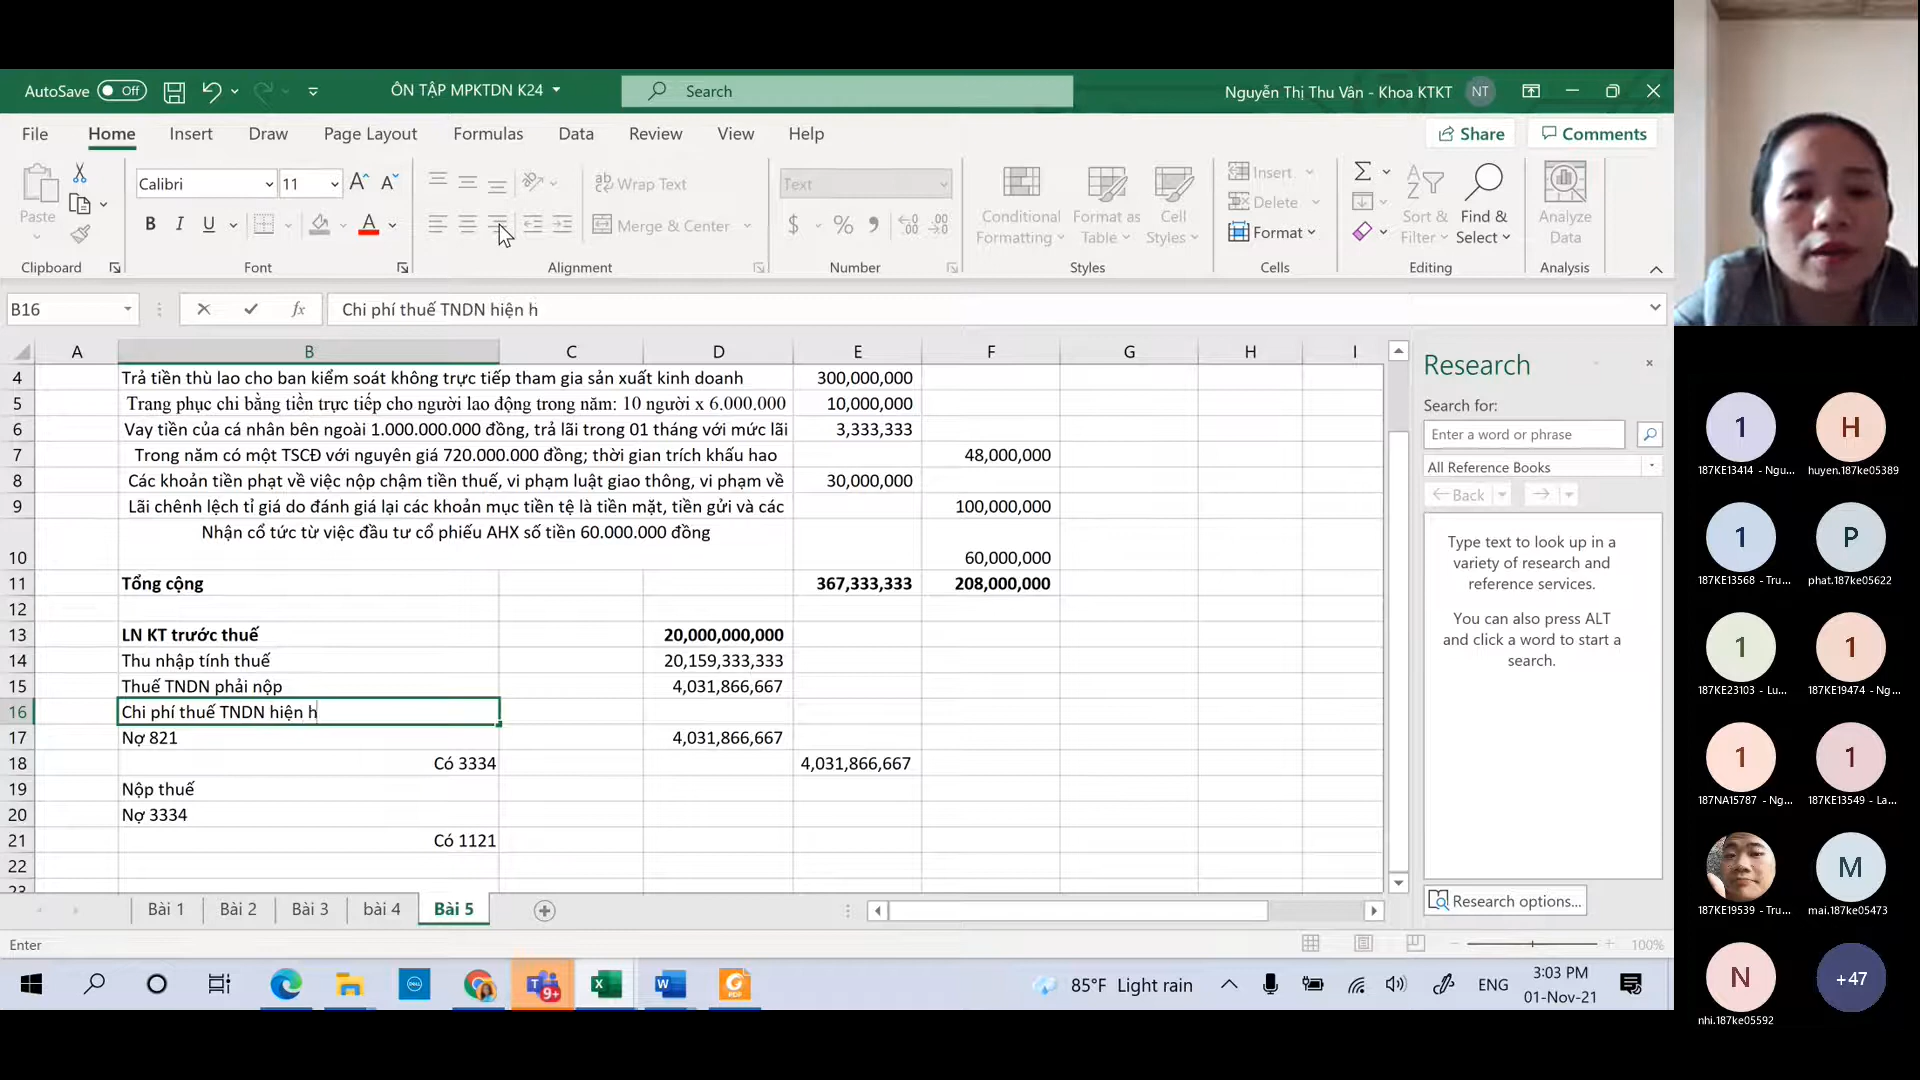 AutoSave Off ÔN TẬP MPKTDN K24 Search Nguyễn Thị Thu Vân - Khoa KTKT NT
File Home Insert Draw Page Layout Formulas Data Review View Help Share Comments
Paste Calibri 11 Wrap Text Text Insert
B I U Merge & Center $ % Conditional Formatting Format as Table Cell Styles Delete Format Sort & Filter Find & Select Analyze Data
Clipboard Font Alignment Number Styles Cells Editing Analysis
B16 fx Chi phí thuế TNDN hiện h
A B C D E F G H I
4 Trả tiền thù lao cho ban kiểm soát không trực tiếp tham gia sản xuất kinh doanh 300,000,000
5 Trang phục chi bằng tiền trực tiếp cho người lao động trong năm: 10 người x 6.000.000 10,000,000
6 Vay tiền của cá nhân bên ngoài 1.000.000.000 đồng, trả lãi trong 01 tháng với mức lãi 3,333,333
7 Trong năm có một TSCĐ với nguyên giá 720.000.000 đồng; thời gian trích khấu hao 48,000,000
8 Các khoản tiền phạt về việc nộp chậm tiền thuế, vi phạm luật giao thông, vi phạm về 30,000,000
9 Lãi chênh lệch tỉ giá do đánh giá lại các khoản mục tiền tệ là tiền mặt, tiền gửi và các 100,000,000
Nhận cổ tức từ việc đầu tư cổ phiếu AHX số tiền 60.000.000 đồng
10 60,000,000
11 Tổng cộng 367,333,333 208,000,000
12
13 LN KT trước thuế 20,000,000,000
14 Thu nhập tính thuế 20,159,333,333
15 Thuế TNDN phải nộp 4,031,866,667
16 Chi phí thuế TNDN hiện h
17 Nợ 821 4,031,866,667
18 Có 3334 4,031,866,667
19 Nộp thuế
20 Nợ 3334
21 Có 1121
22
23
Bài 1 Bài 2 Bài 3 bài 4 Bài 5
Enter 100%
Research
Search for:
Enter a word or phrase
All Reference Books
Back
Type text to look up in a
variety of research and
reference services.
You can also press ALT
and click a word to start a
search.
Research options...
9+ 85°F Light rain ENG 3:03 PM
01-Nov-21
1 H
187KE13414 - Ngu... huyen.187ke05389
1 P
187KE13568 - Tru... phat.187ke05622
1 1
187KE23103 - Lu... 187KE19474 - Ng...
1 1
187NA15787 - Ng... 187KE13549 - La...
M
187KE19539 - Tru... mai.187ke05473
N +47
nhi.187ke05592